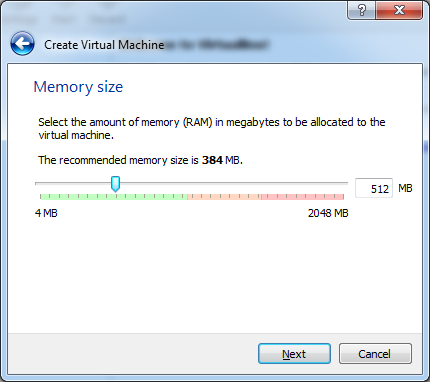 Create Virtual Machine
Memory size
Select the amount of memory (RAM) in megabytes to be allocated to the
virtual machine.
The recommended memory size is 384 MB.
512 MB
4 MB 2048 MB
Next Cancel